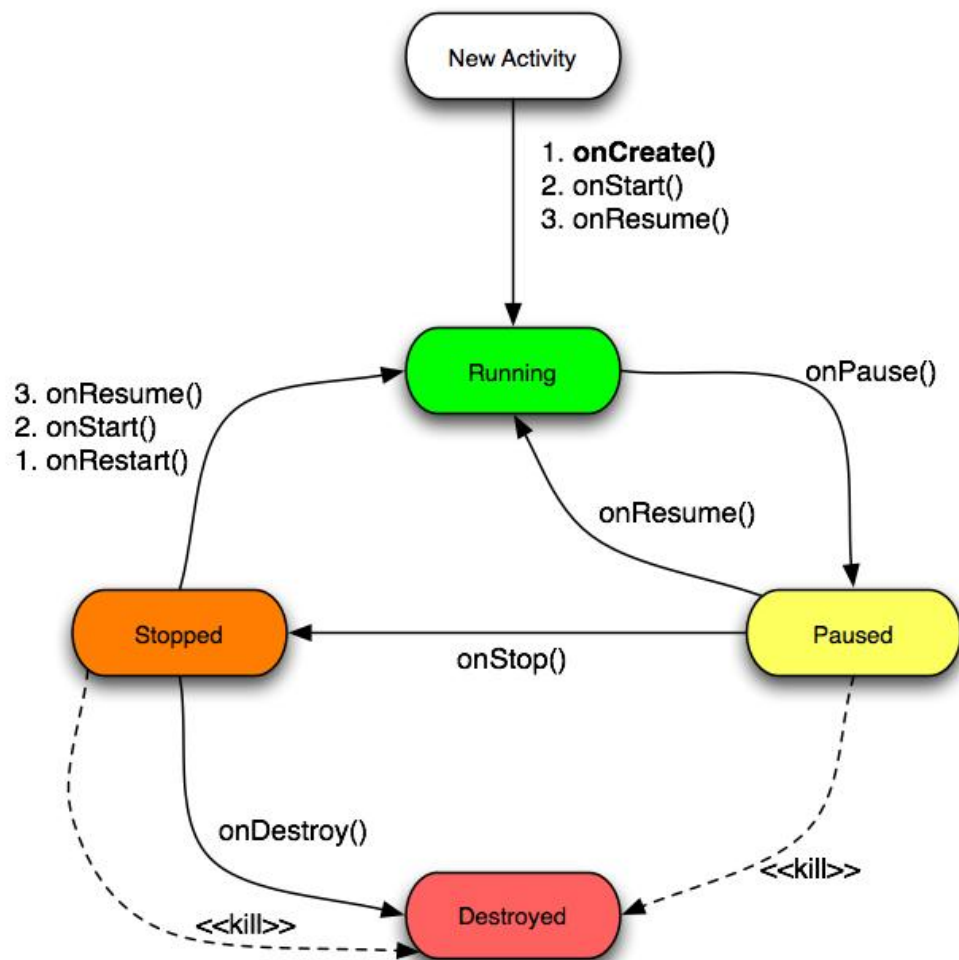 New Activity
1. onCreate()
2. onStart()
3. onResume()
Running
onPause()
3. onResume()
2. onStart()
1. onRestart()
onResume()
Stopped
Paused
onStop()
onDestroy()
<<kill>>
<<kill>>
Destroyed